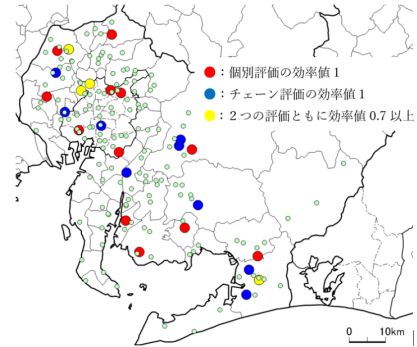 ：個別評価の効率値 1
：チェーン評価の効率値 1
：２つの評価ともに効率値 0.7 以上
0
10km